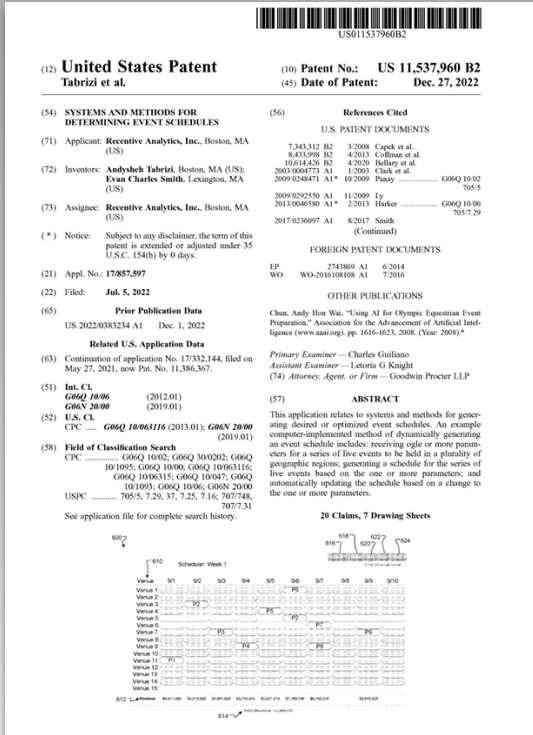 US011537960B2
(12) United States Patent
Tabrizi et al.
(10) Patent No.: US 11,537,960 B2
(45) Date of Patent: Dec. 27, 2022
(54) SYSTEMS AND METHODS FOR
DETERMINING EVENT SCHEDULES
(71) Applicant: Recentive Analytics, Inc., Boston, MA
(US)
(72) Inventors: Andysheh Tabrizi, Boston, MA (US);
Evan Charles Smith, Lexington, MA
(US)
(73) Assignee: Recentive Analytics, Inc., Boston, MA
(US)
( * ) Notice: Subject to any disclaimer, the term of this
patent is extended or adjusted under 35
U.S.C. 154(b) by 0 days.
(21) Appl. No.: 17/857,597
(22) Filed: Jul. 5, 2022
(65) Prior Publication Data
US 2022/0383234 A1 Dec. 1, 2022
Related U.S. Application Data
(63) Continuation of application No. 17/332,144, filed on
May 27, 2021, now Pat. No. 11,386,367.
(51) Int. Cl.
G06Q 10/06 (2012.01)
G06N 20/00 (2019.01)
(52) U.S. Cl.
CPC ..... G06Q 10/063116 (2013.01); G06N 20/00
(2019.01)
(58) Field of Classification Search
CPC .............. G06Q 10/02; G06Q 30/0202; G06Q
10/1095; G06Q 10/00; G06Q 10/063116;
G06Q 10/06315; G06Q 10/047; G06Q
10/1093; G06Q 10/06; G06N 20/00
USPC ........... 705/5, 7.29, 37, 7.25, 7.16; 707/748,
707/7.31
See application file for complete search history.
(56) References Cited
U.S. PATENT DOCUMENTS
7,343,312 B2 3/2008 Capek et al.
8,433,998 B2 4/2013 Coffman et al.
10,614,426 B2 4/2020 Bellary et al.
2003/0004773 A1 1/2003 Clark et al.
2009/0248471 A1* 10/2009 Panay ................. G06Q 10/02
705/5
2009/0292550 A1 11/2009 Ly
2013/0046580 A1* 2/2013 Harker ................ G06Q 10/00
705/7.29
2017/0236097 A1 8/2017 Smith
(Continued)
FOREIGN PATENT DOCUMENTS
EP 2743869 A1 6/2014
WO WO-2016108108 A1 7/2016
OTHER PUBLICATIONS
Chun, Andy Hon Wai, "Using AI for Olympic Equestrian Event
Preparation," Association for the Advancement of Artificial Intel-
ligence (www.aaai.org). pp. 1616-1623, 2008. (Year: 2008).*
Primary Examiner — Charles Guiliano
Assistant Examiner — Letoria G Knight
(74) Attorney, Agent, or Firm — Goodwin Procter LLP
(57) ABSTRACT
This application relates to systems and methods for gener-
ating desired or optimized event schedules. An example
computer-implemented method of dynamically generating
an event schedule includes: receiving ogle or more param-
eters for a series of live events to be held in a plurality of
geographic regions; generating a schedule for the series of
live events based on the one or more parameters; and
automatically updating the schedule based on a change to
the one or more parameters.
20 Claims, 7 Drawing Sheets
600
616 618 620 622 624
610
Scheduler: Week 1
Venue 9/1 9/2 9/3 9/4 9/5 9/6 9/7 9/8 9/9 9/10
Venue 1:
Venue 2:
Venue 3: P2
Venue 4: P5
Venue 5: P2
Venue 6: P7
Venue 7: P3 P9
Venue 8:
Venue 9: P4
Venue 10:
Venue 11: P1
Venue 12:
Venue 13:
Venue 14:
Venue 15:
612 Revenue
614